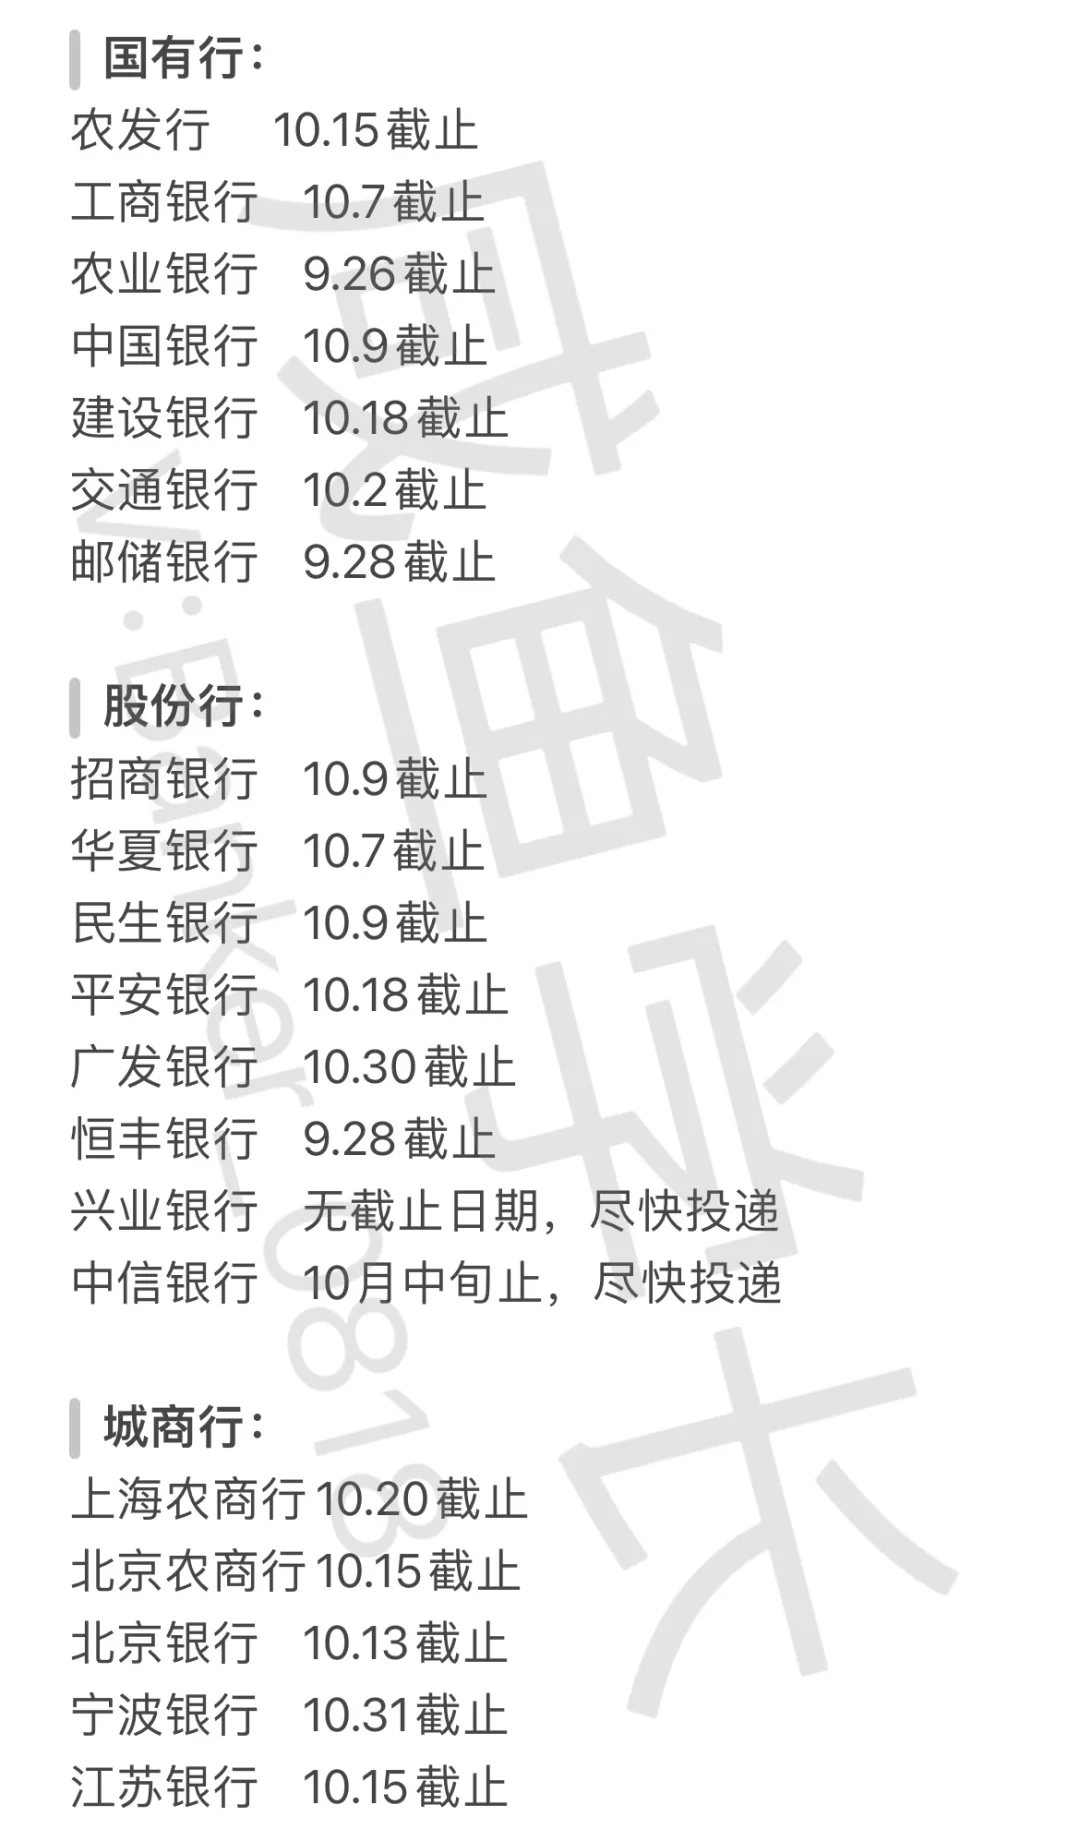 国有行：
农发行 10.15截止
工商银行 10.7截止
农业银行 9.26截止
中国银行 10.9截止
建设银行 10.18截止
交通银行 10.2截止
邮储银行 9.28截止
股份行：
招商银行 10.9截止
华夏银行 10.7截止
民生银行 10.9截止
平安银行 10.18截止
广发银行 10.30截止
恒丰银行 9.28截止
兴业银行 无截止日期，尽快投递
中信银行 10月中旬止，尽快投递
城商行：
上海农商行 10.20截止
北京农商行 10.15截止
北京银行 10.13截止
宁波银行 10.31截止
江苏银行 10.15截止
咸鱼学长
V:Banker_0818